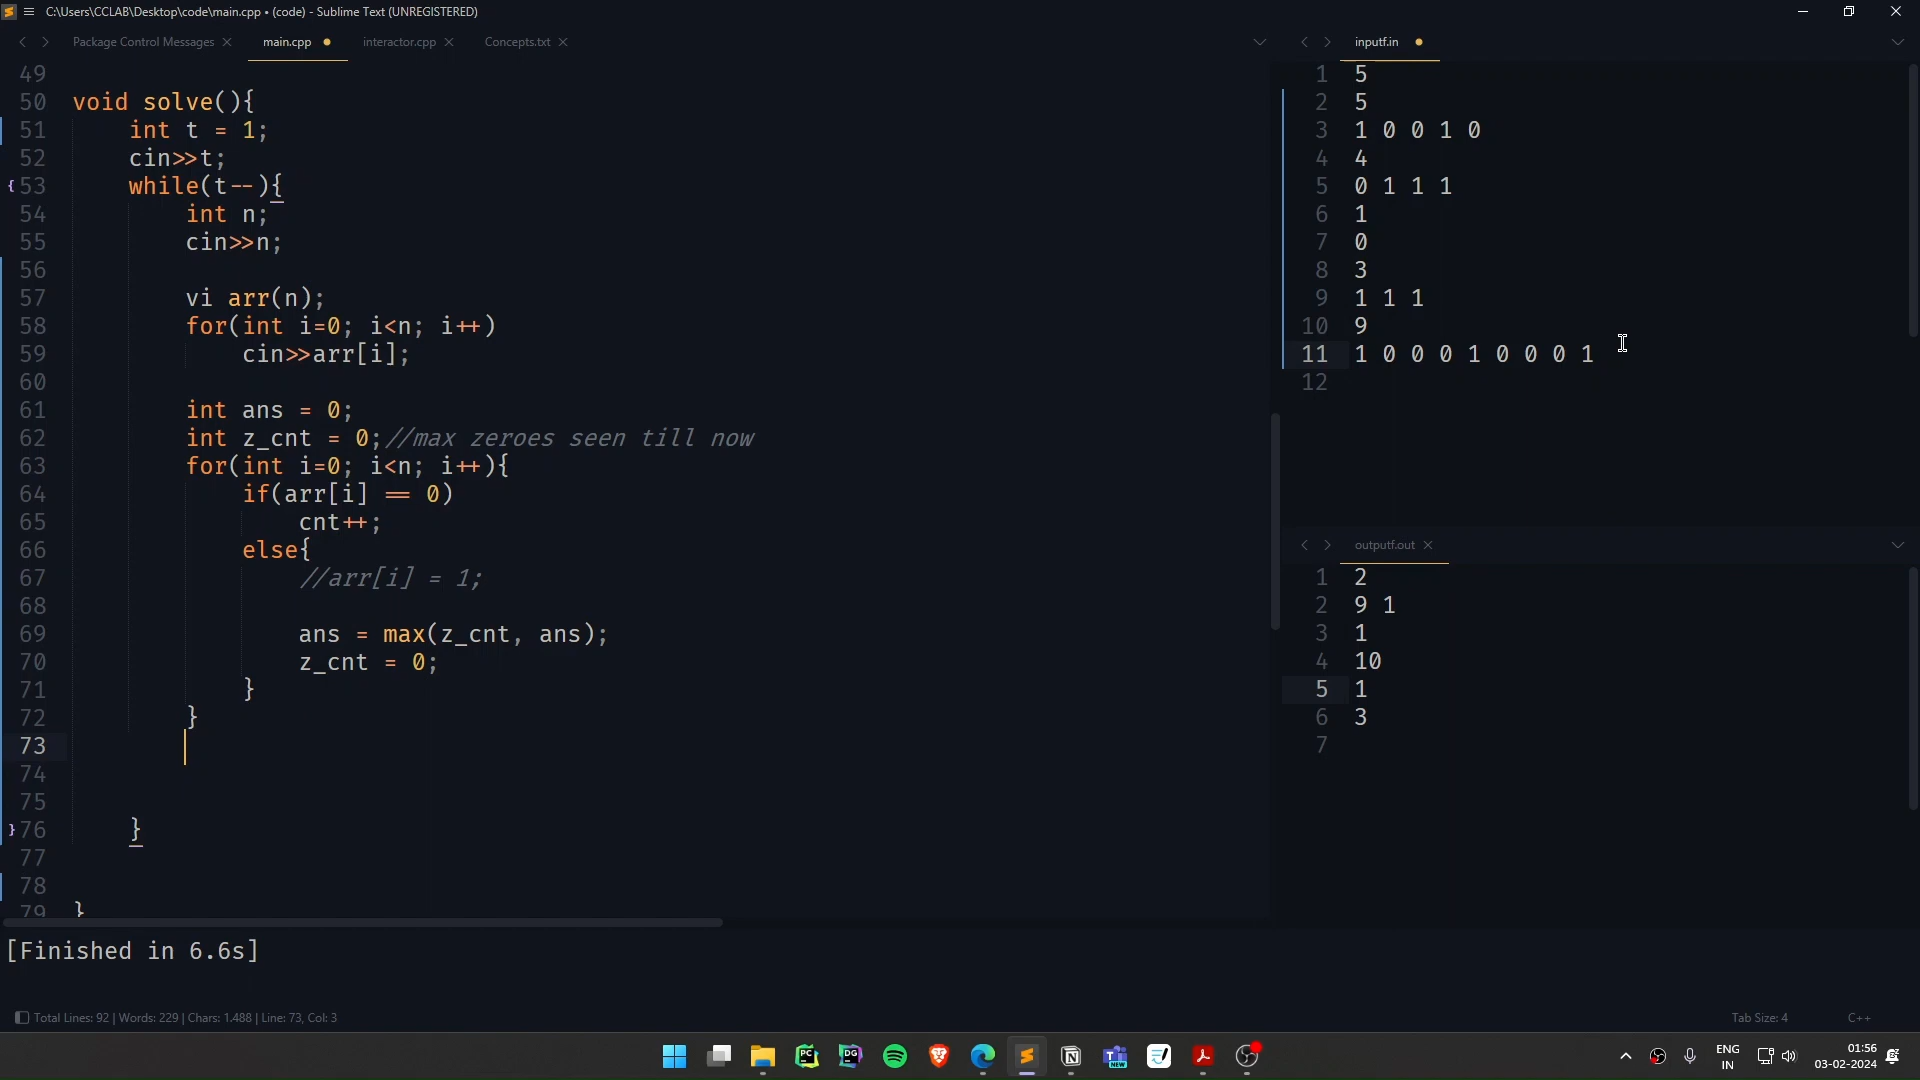 C:\Users\CCLAB\Desktop\code\main.cpp • (code) - Sublime Text (UNREGISTERED)
Package Control Messages
main.cpp
interactor.cpp
Concepts.txt
49
50 void solve(){
51 int t = 1;
52 cin>>t;
53 while(t--){
54 int n;
55 cin>>n;
56
57 vi arr(n);
58 for(int i=0; i<n; i++)
59 cin>>arr[i];
60
61 int ans = 0;
62 int z_cnt = 0;//max zeroes seen till now
63 for(int i=0; i<n; i++){
64 if(arr[i] == 0)
65 cnt++;
66 else{
67 //arr[i] = 1;
68
69 ans = max(z_cnt, ans);
70 z_cnt = 0;
71 }
72 }
73
74
75
76 }
77
78
79 }
inputf.in
1 5
2 5
3 1 0 0 1 0
4 4
5 0 1 1 1
6 1
7 0
8 3
9 1 1 1
10 9
11 1 0 0 0 1 0 0 0 1
12
outputf.out
1 2
2 9 1
3 1
4 10
5 1
6 3
7
[Finished in 6.6s]
Total Lines: 92 | Words: 229 | Chars: 1.488 | Line: 73, Col: 3
Tab Size: 4
C++
PC
DG
NEW
ENG
IN
01:56
03-02-2024